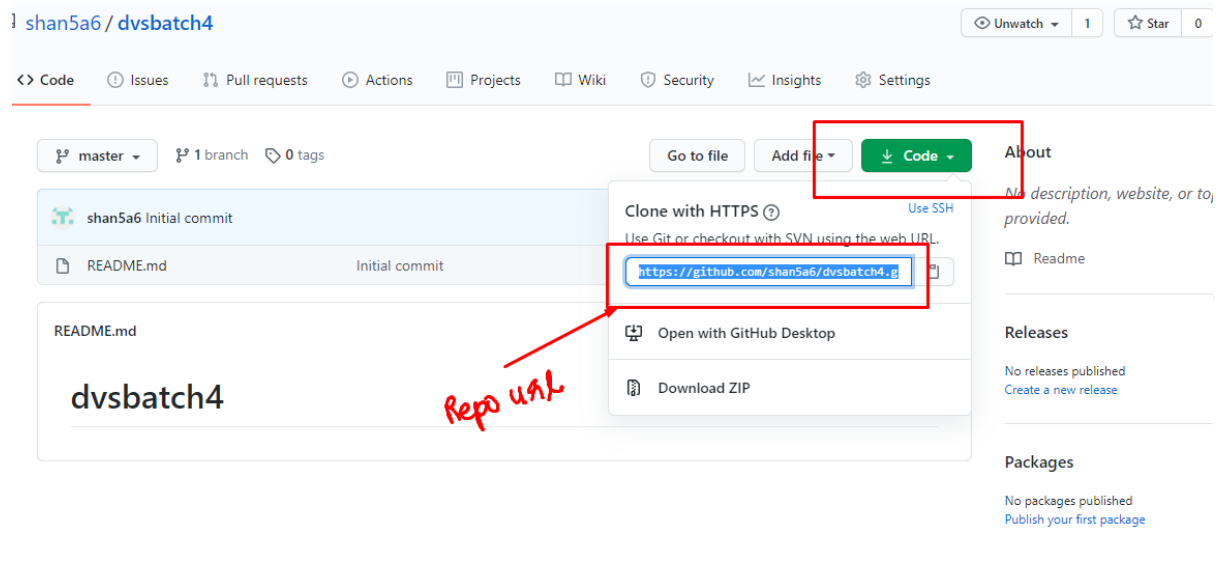 shan5a6 / dvsbatch4
Unwatch 1 Star 0
<> Code Issues Pull requests Actions Projects Wiki Security Insights Settings
master 1 branch 0 tags Go to file Add file Code
shan5a6 Initial commit
README.md Initial commit
Clone with HTTPS ? Use SSH
Use Git or checkout with SVN using the web URL.
https://github.com/shan5a6/dvsbatch4.g
Open with GitHub Desktop
Download ZIP
Repo URL
README.md
dvsbatch4
About
No description, website, or to
provided.
Readme
Releases
No releases published
Create a new release
Packages
No packages published
Publish your first package